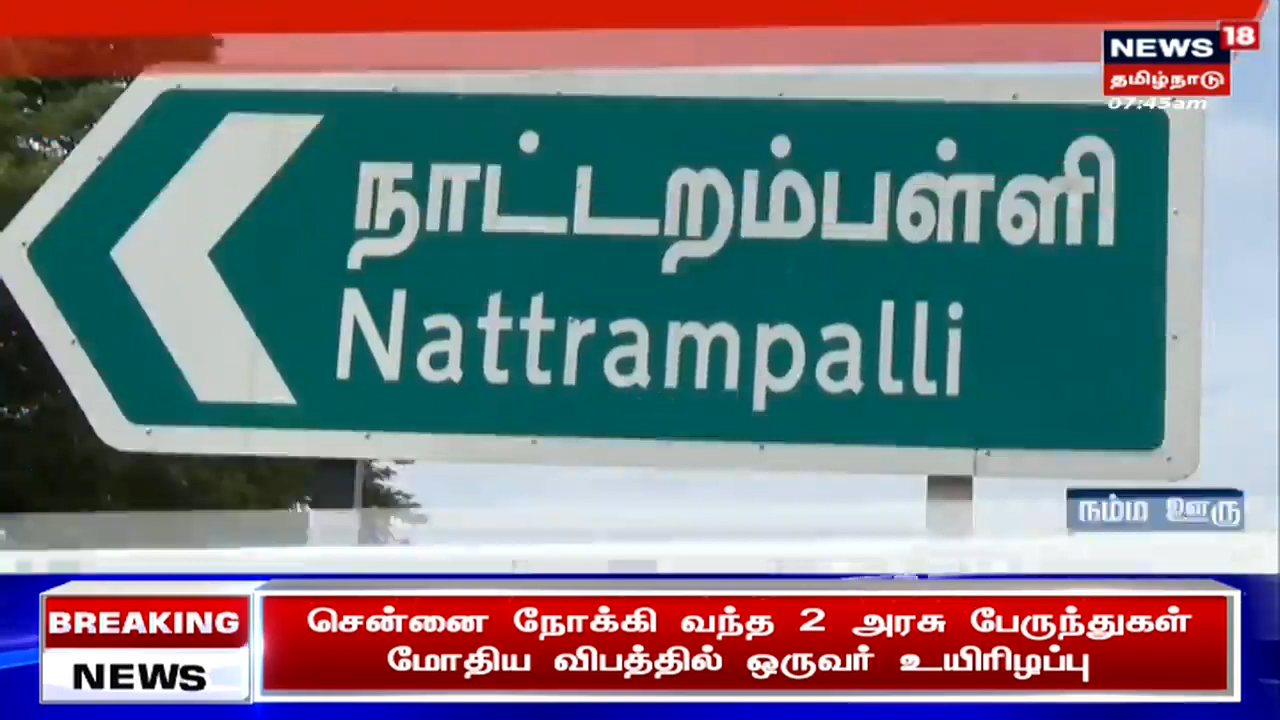 NEWS 18
தமிழ்நாடு
07:45am
நாட்டறம்பள்ளி
Nattrampalli
நம்ம ஊரு
BREAKING
NEWS
சென்னை நோக்கி வந்த 2 அரசு பேருந்துகள்
மோதிய விபத்தில் ஒருவர் உயிரிழப்பு